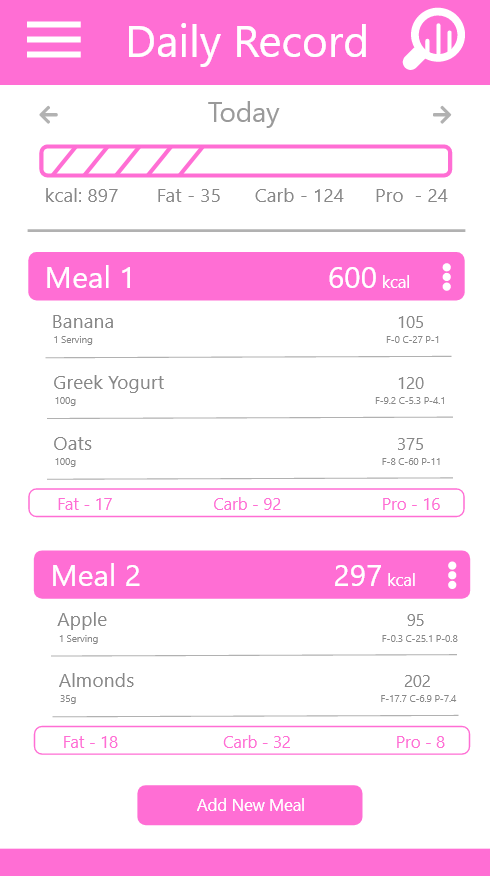 Daily Record
Today
kcal: 897 Fat - 35 Carb - 124 Pro - 24
Meal 1 600 kcal
Banana 105
1 Serving F-0 C-27 P-1
Greek Yogurt 120
100g F-9.2 C-5.3 P-4.1
Oats 375
100g F-8 C-60 P-11
Fat - 17 Carb - 92 Pro - 16
Meal 2 297 kcal
Apple 95
1 Serving F-0.3 C-25.1 P-0.8
Almonds 202
35g F-17.7 C-6.9 P-7.4
Fat - 18 Carb - 32 Pro - 8
Add New Meal